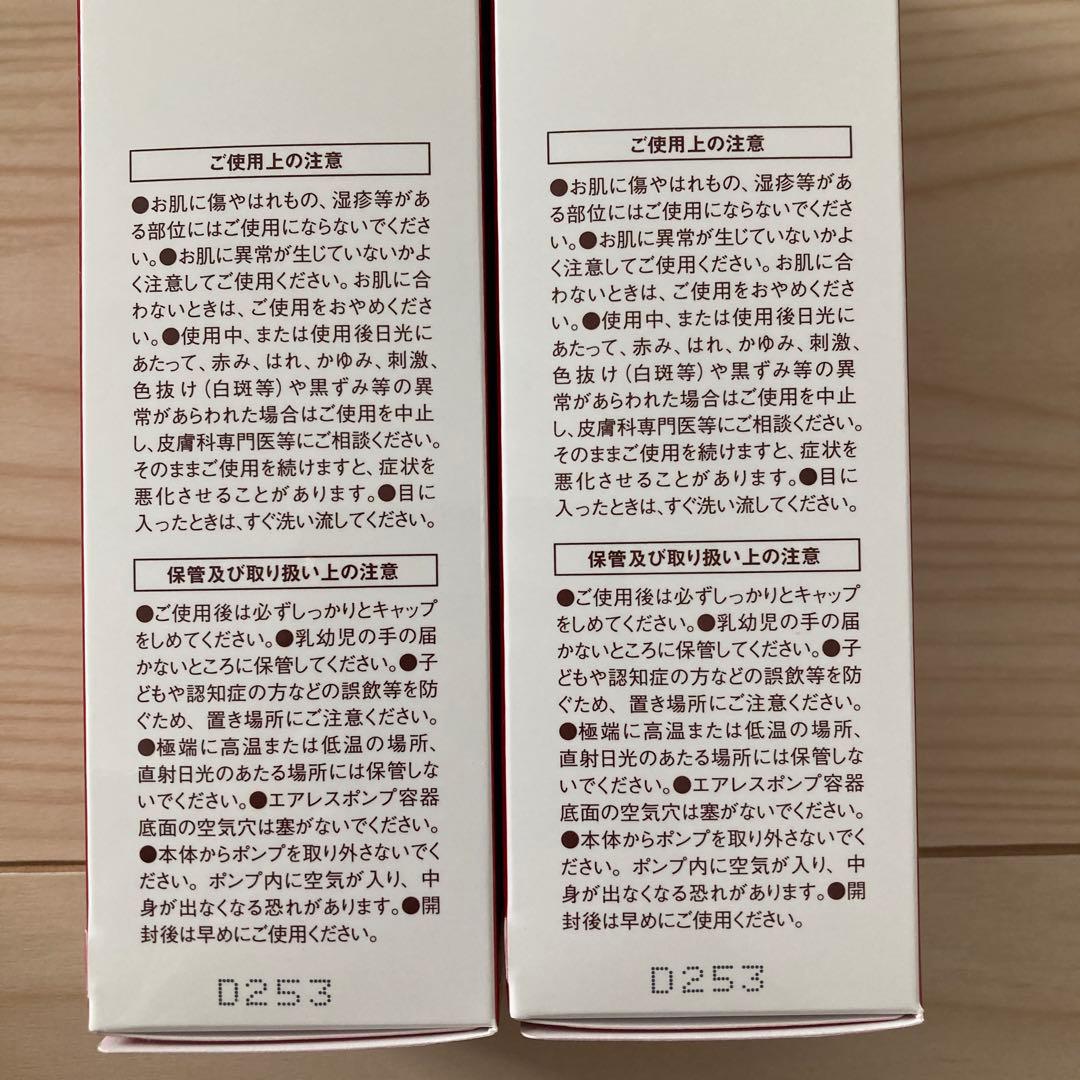 ご使用上の注意
●お肌に傷やはれもの、湿疹等があ
る部位にはご使用にならないでくださ
い。●お肌に異常が生じていないかよ
く注意してご使用ください。お肌に合
わないときは、ご使用をおやめくださ
い。●使用中、または使用後日光に
あたって、赤み、はれ、かゆみ、刺激、
色抜け（白斑等）や黒ずみ等の異
常があらわれた場合はご使用を中止
し、皮膚科専門医等にご相談ください。
そのままご使用を続けますと、症状を
悪化させることがあります。●目に
入ったときは、すぐ洗い流してください。
保管及び取り扱い上の注意
●ご使用後は必ずしっかりとキャップ
をしめてください。●乳幼児の手の届
かないところに保管してください。●子
どもや認知症の方などの誤飲等を防
ぐため、置き場所にご注意ください。
●極端に高温または低温の場所、
直射日光のあたる場所には保管しな
いでください。●エアレスポンプ容器
底面の空気穴は塞がないでください。
●本体からポンプを取り外さないでく
ださい。ポンプ内に空気が入り、中
身が出なくなる恐れがあります。●開
封後は早めにご使用ください。
D253
ご使用上の注意
●お肌に傷やはれもの、湿疹等があ
る部位にはご使用にならないでくださ
い。●お肌に異常が生じていないかよ
く注意してご使用ください。お肌に合
わないときは、ご使用をおやめくださ
い。●使用中、または使用後日光に
あたって、赤み、はれ、かゆみ、刺激、
色抜け（白斑等）や黒ずみ等の異
常があらわれた場合はご使用を中止
し、皮膚科専門医等にご相談ください。
そのままご使用を続けますと、症状を
悪化させることがあります。●目に
入ったときは、すぐ洗い流してください。
保管及び取り扱い上の注意
●ご使用後は必ずしっかりとキャップ
をしめてください。●乳幼児の手の届
かないところに保管してください。●子
どもや認知症の方などの誤飲等を防
ぐため、置き場所にご注意ください。
●極端に高温または低温の場所、
直射日光のあたる場所には保管しな
いでください。●エアレスポンプ容器
底面の空気穴は塞がないでください。
●本体からポンプを取り外さないでく
ださい。ポンプ内に空気が入り、中
身が出なくなる恐れがあります。●開
封後は早めにご使用ください。
D253